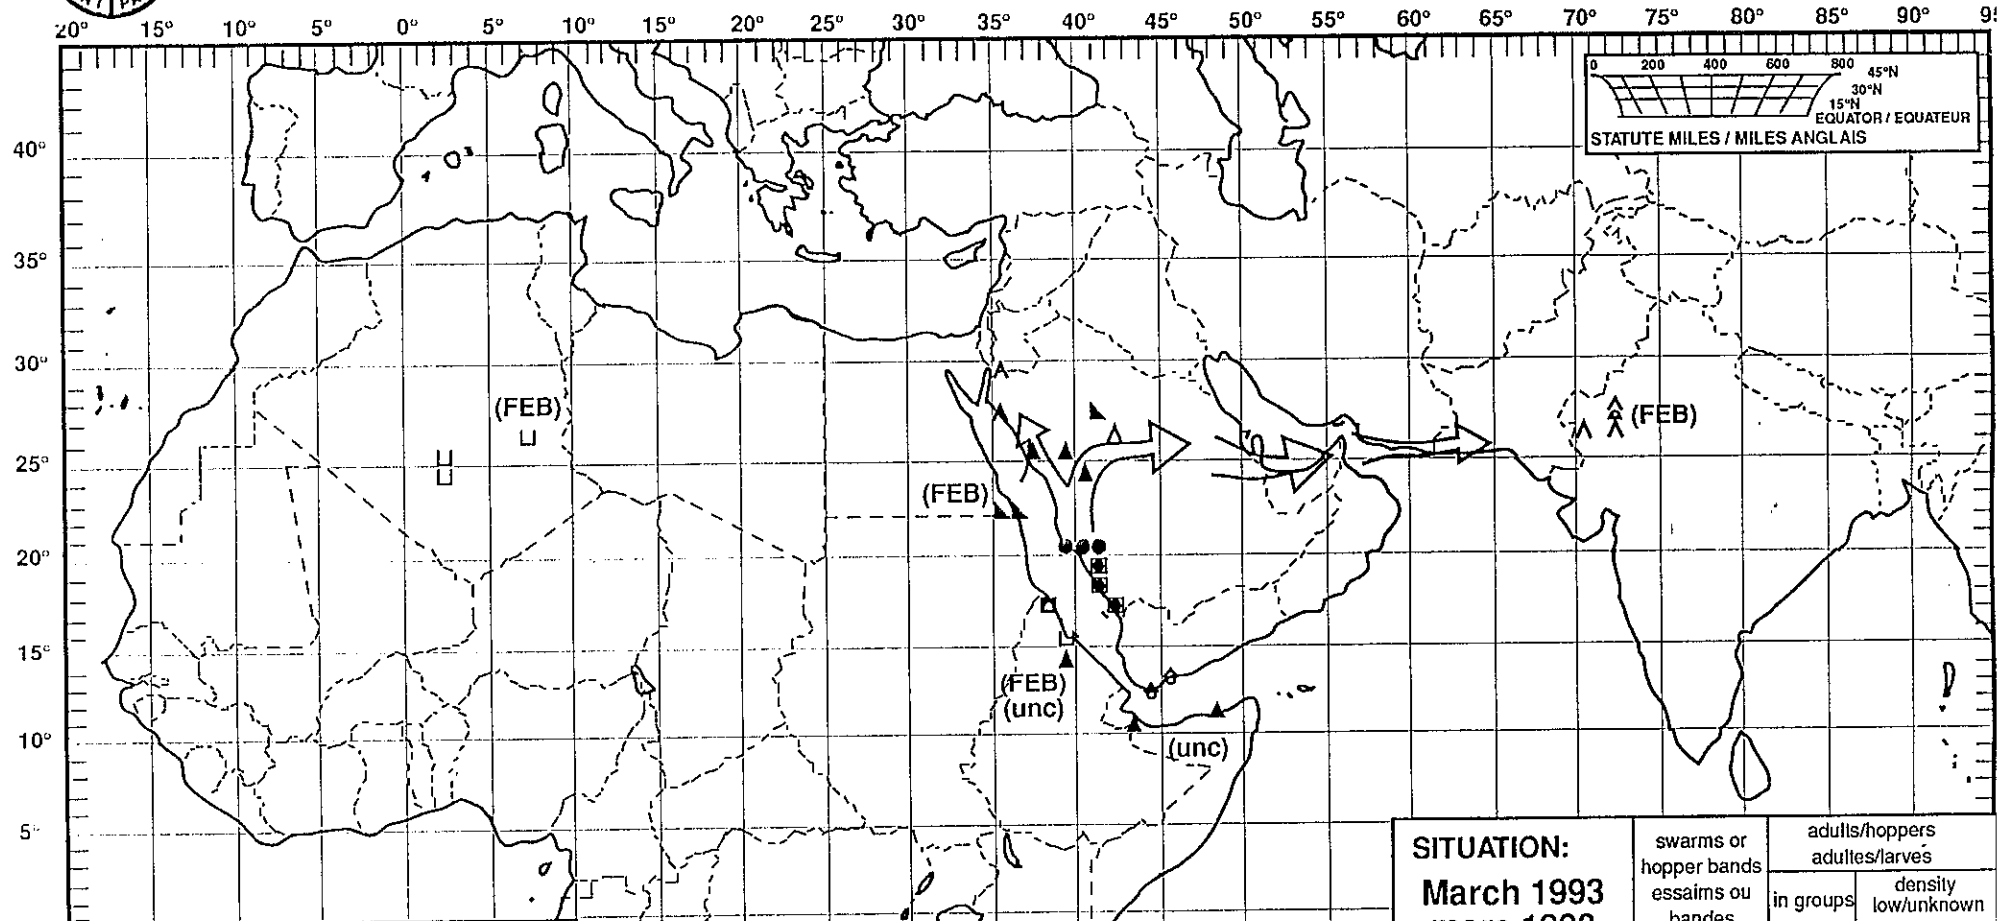 20° 15° 10° 5° 0° 5° 10° 15° 20° 25° 30° 35° 40° 45° 50° 55° 60° 65° 70° 75° 80° 85° 90°
0 200 400 600 800
45°N
30°N
15°N
EQUATOR / EQUATEUR
STATUTE MILES / MILES ANGLAIS
40°
35°
30°
(FEB)
(FEB)
25°
(FEB)
20°
15°
(FEB)
(unc)
10°
(unc)
5°
SITUATION:
March 1993
swarms or
hopper bands
essaims ou
bandes
adults/hoppers
adultes/larves
in groups
density
low/unknown